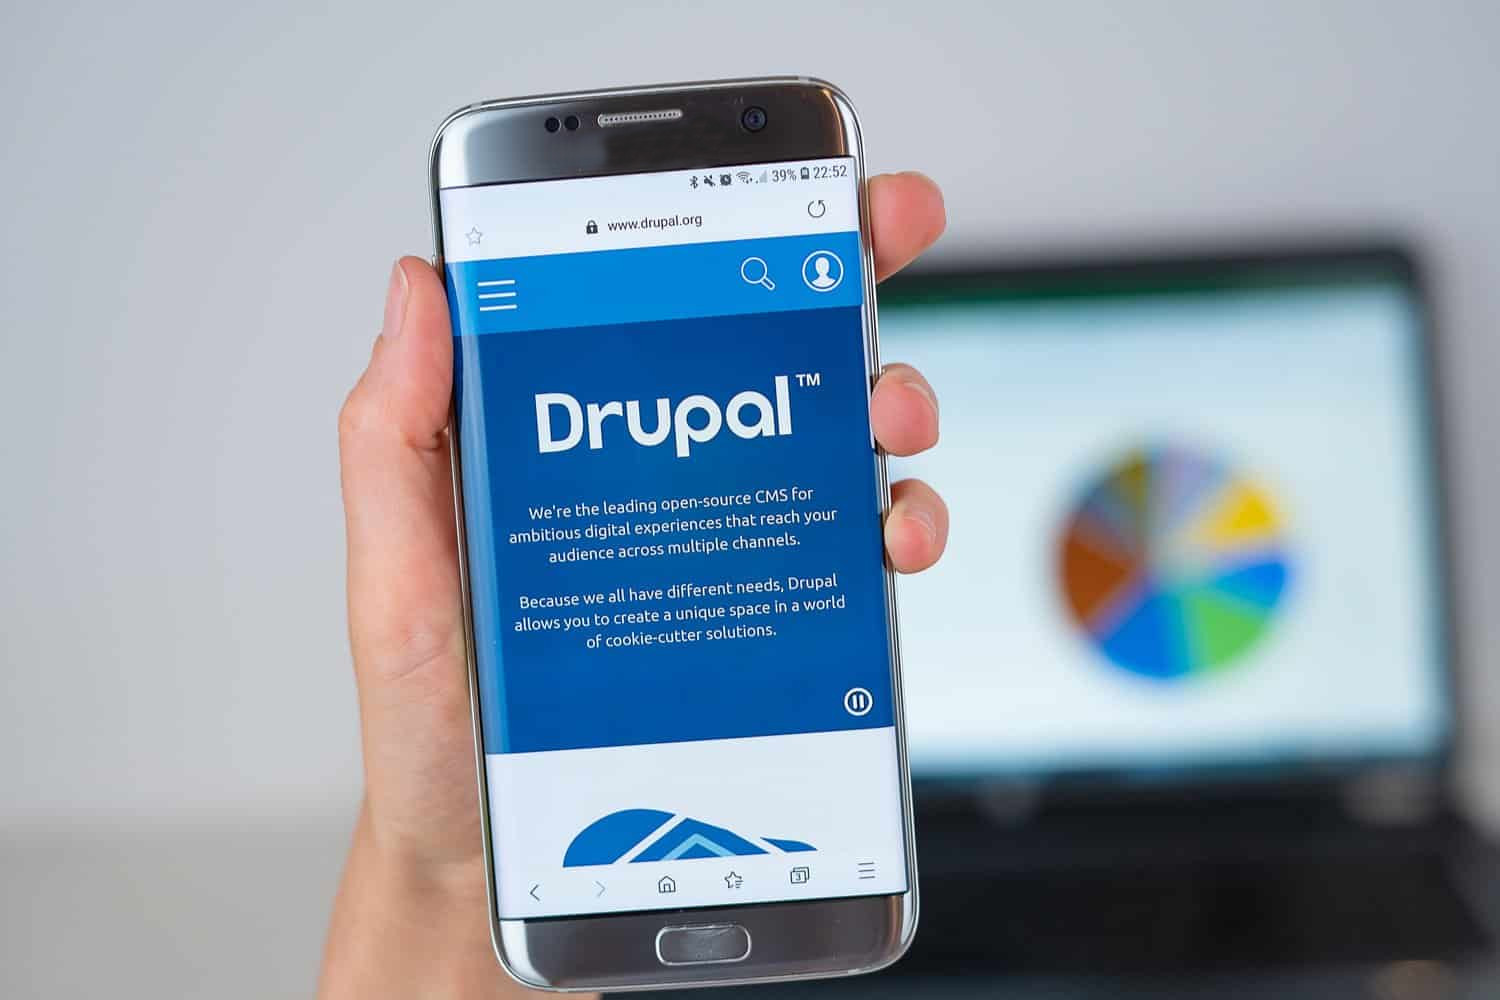 39% 22:52
www.drupal.org
Drupal™
We're the leading open-source CMS for
ambitious digital experiences that reach your
audience across multiple channels.
Because we all have different needs, Drupal
allows you to create a unique space in a world
of cookie-cutter solutions.
3